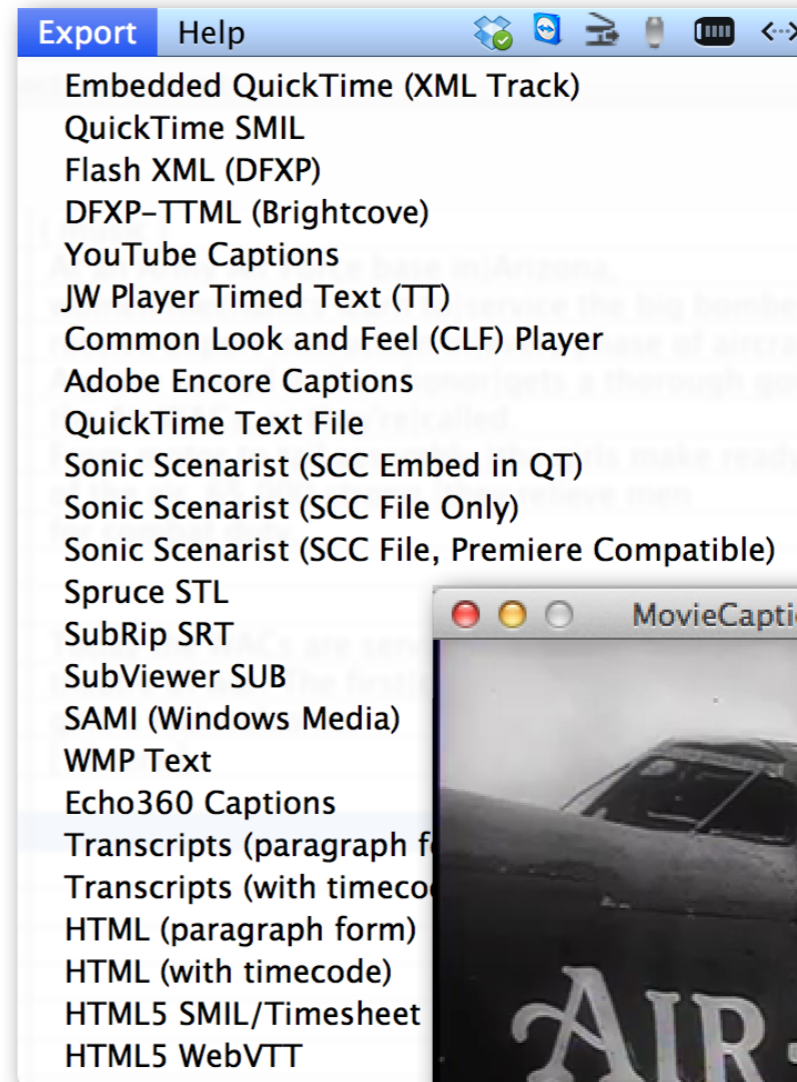 Export Help
Embedded QuickTime (XML Track)
QuickTime SMIL
Flash XML (DFXP)
DFXP-TTML (Brightcove)
YouTube Captions
JW Player Timed Text (TT)
Common Look and Feel (CLF) Player
Adobe Encore Captions
QuickTime Text File
Sonic Scenarist (SCC Embed in QT)
Sonic Scenarist (SCC File Only)
Sonic Scenarist (SCC File, Premiere Compatible)
Spruce STL
SubRip SRT
SubViewer SUB
SAMI (Windows Media)
WMP Text
Echo360 Captions
Transcripts (paragraph f
Transcripts (with timeco
HTML (paragraph form)
HTML (with timecode)
HTML5 SMIL/Timesheet
HTML5 WebVTT
MovieCapti
AIR-